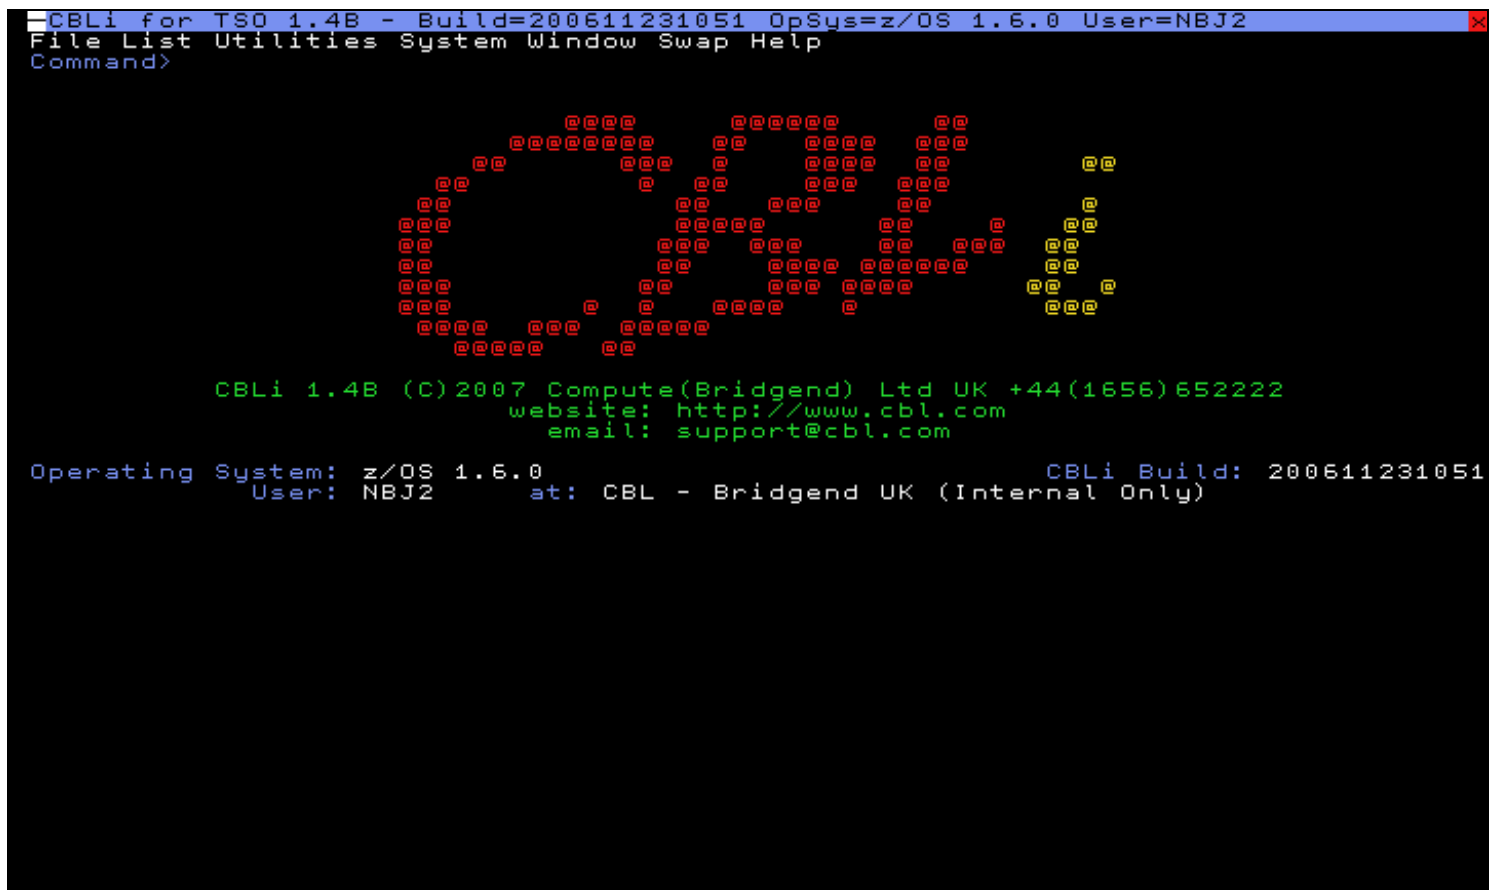 CBLi for TSO 1.4B - Build=200611231051 OpSys=z/OS 1.6.0 User=NBJ2
File List Utilities System Window Swap Help
Command>
CBLi
CBLi 1.4B (C)2007 Compute(Bridgend) Ltd UK +44(1656)652222
website: http://www.cbl.com
email: support@cbl.com
Operating System: z/OS 1.6.0 CBLi Build: 200611231051
User: NBJ2 at: CBL - Bridgend UK (Internal Only)